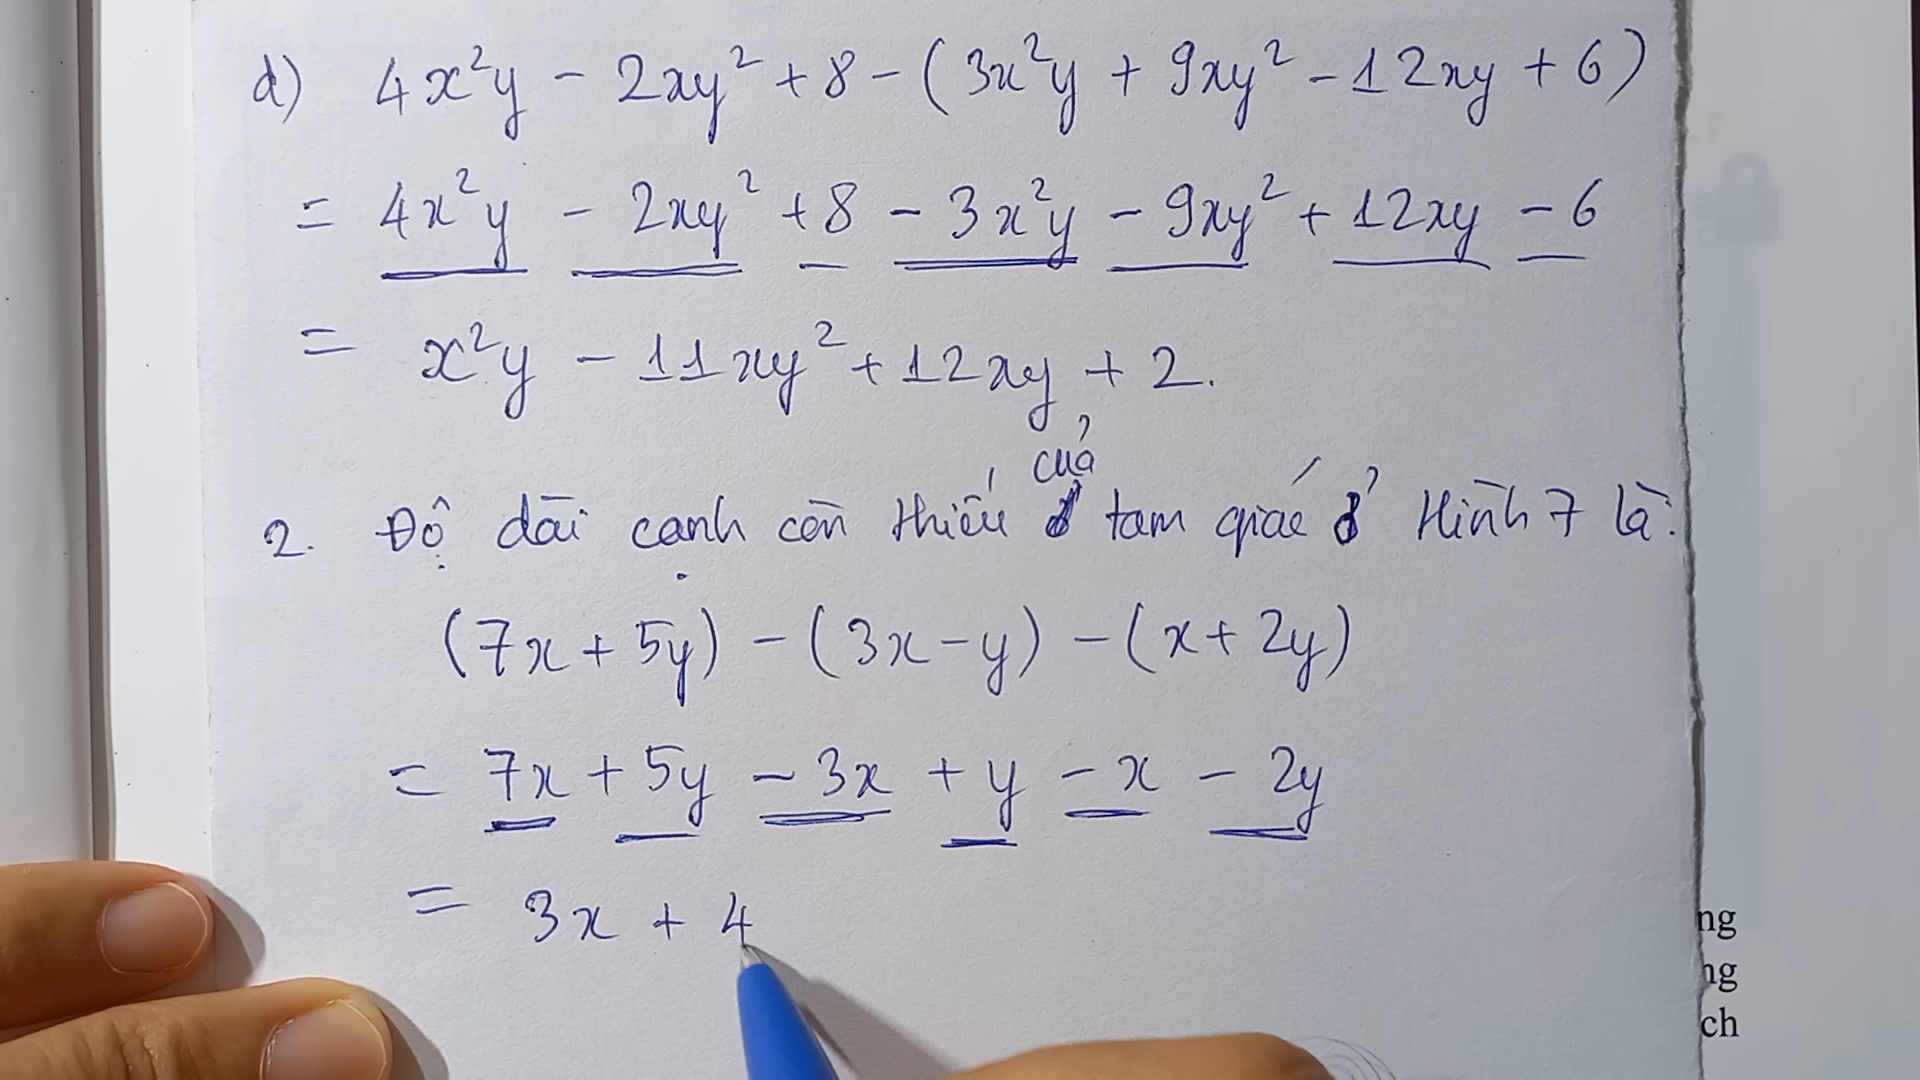 d) 4x²y - 2xy² + 8 - (3x²y + 9xy² - 12xy + 6)
= 4x²y - 2xy² + 8 - 3x²y - 9xy² + 12xy - 6
= x²y - 11xy² + 12xy + 2.
2. Độ dài cạnh còn thiếu của tam giác ở Hình 7 là:
(7x + 5y) - (3x - y) - (x + 2y)
= 7x + 5y - 3x + y - x - 2y
= 3x + 4
ng
ng
ch